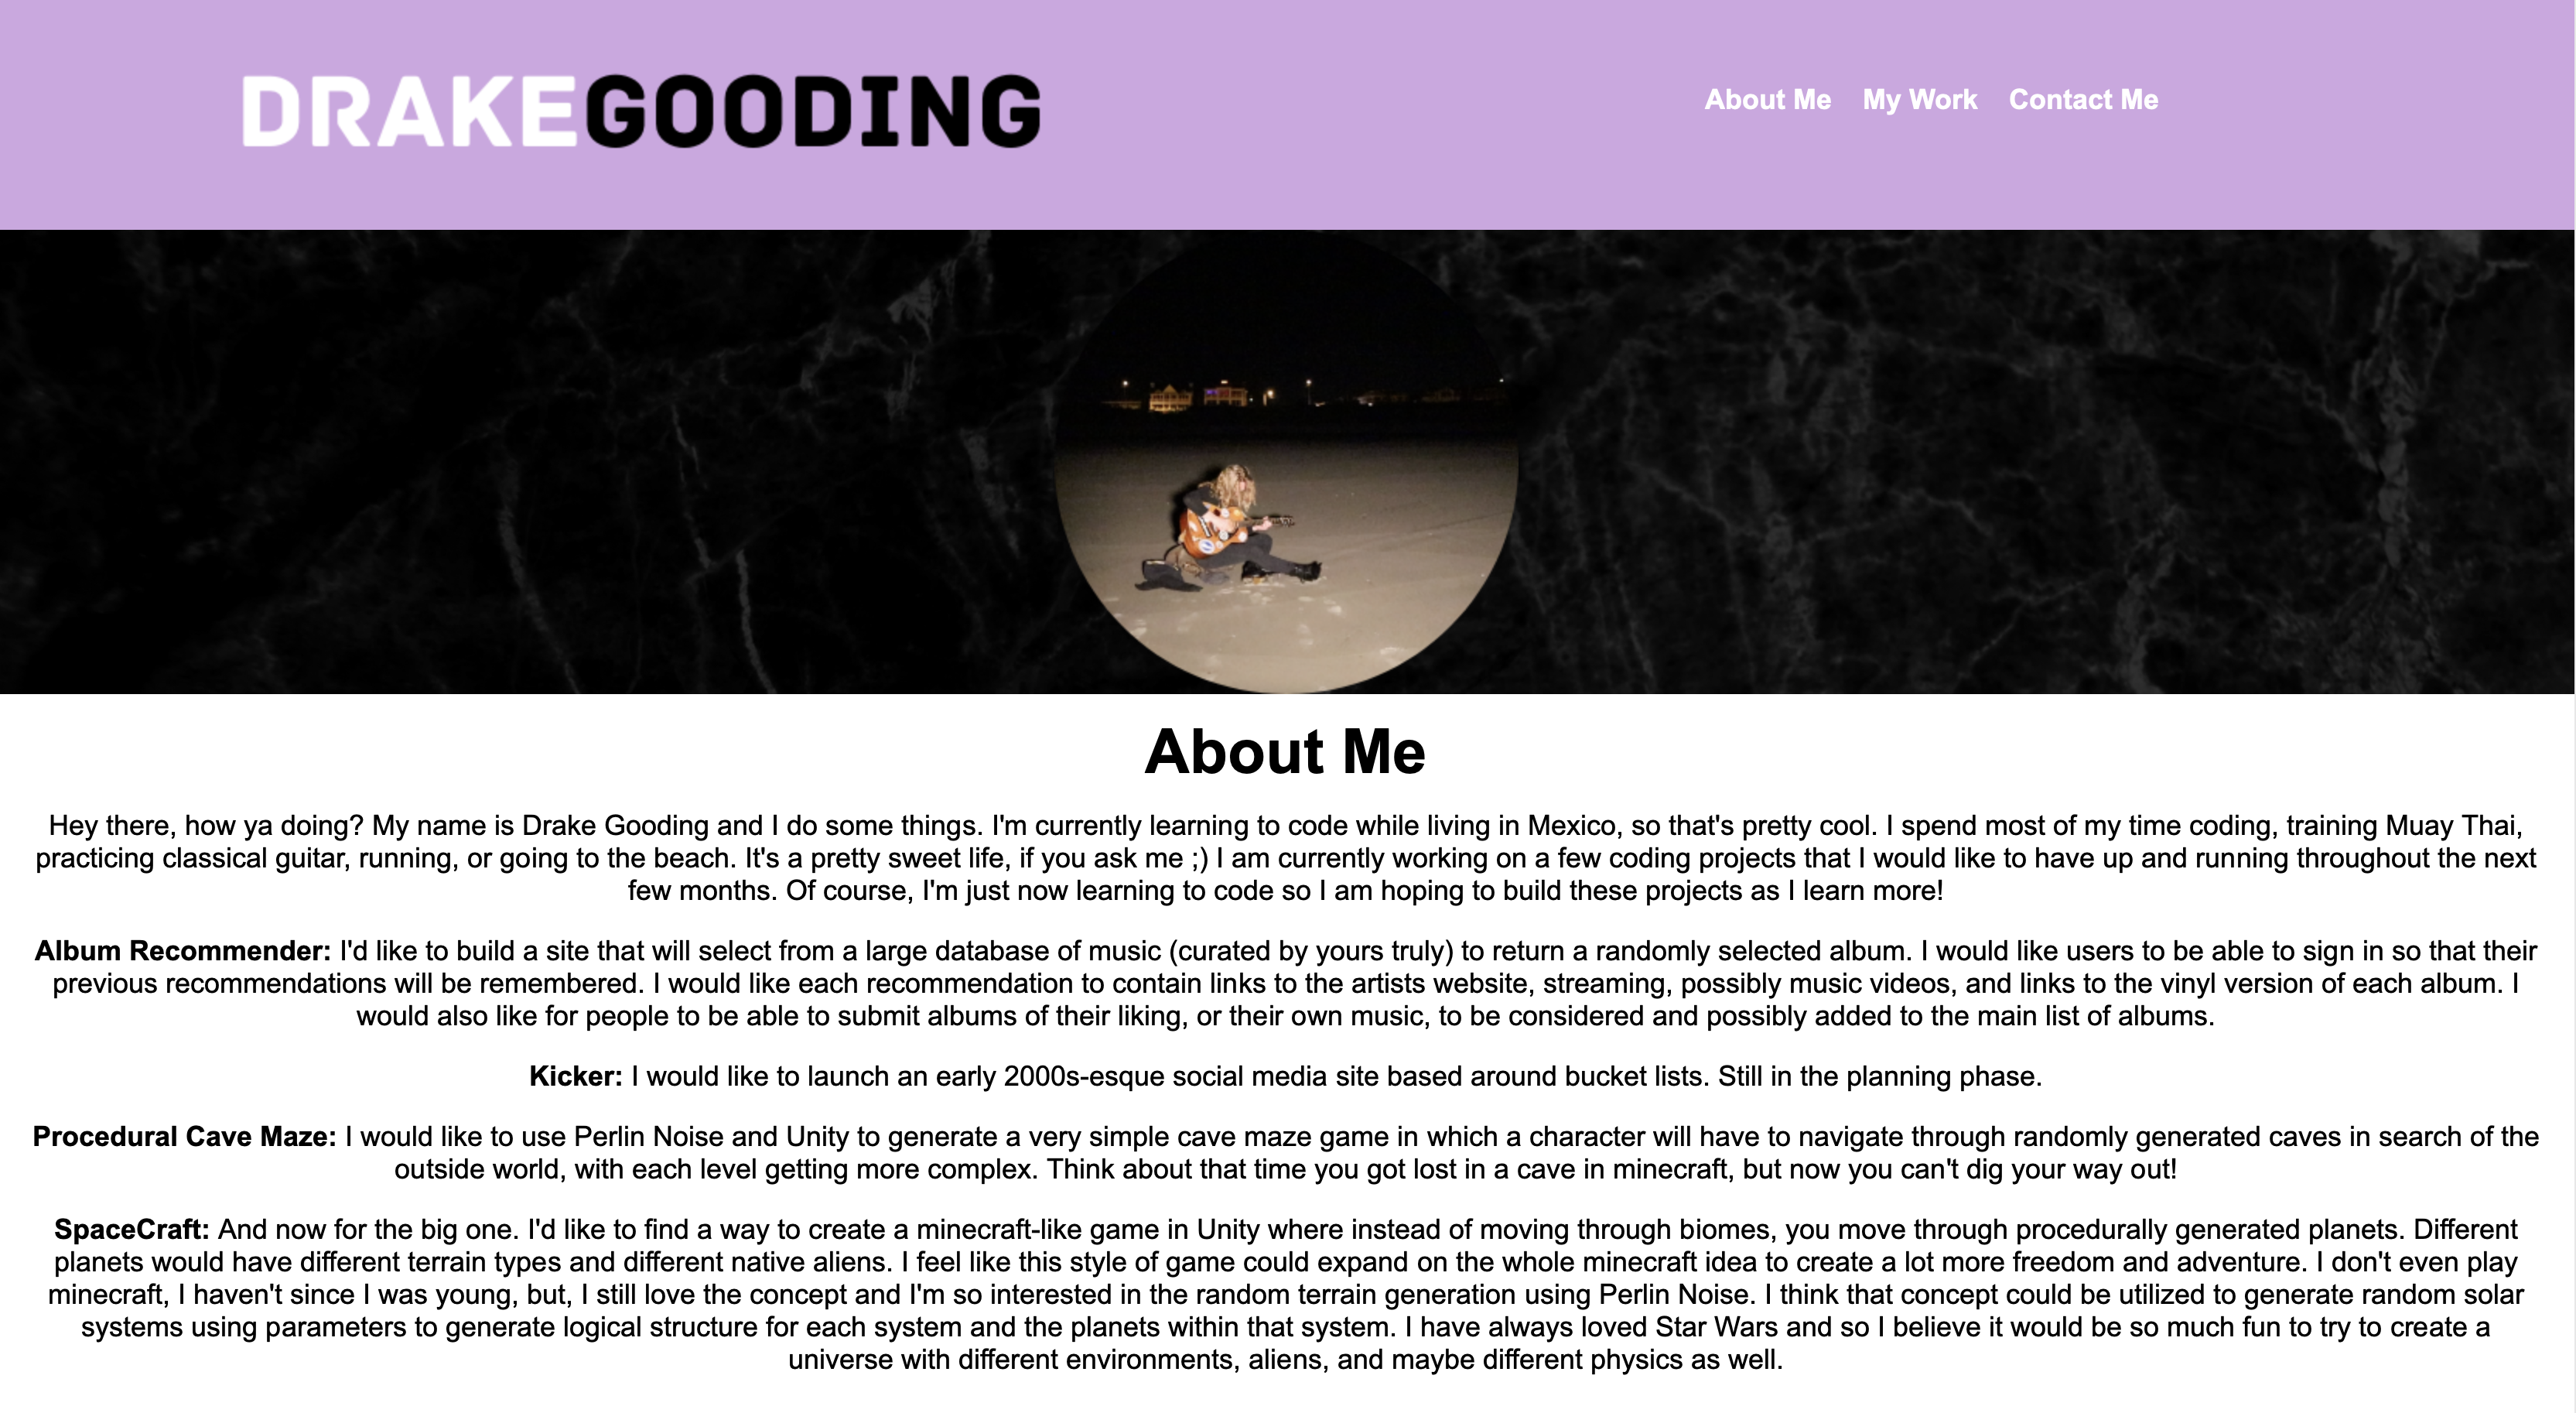 DRAKEGOODING
About Me My Work Contact Me
About Me
Hey there, how ya doing? My name is Drake Gooding and I do some things. I'm currently learning to code while living in Mexico, so that's pretty cool. I spend most of my time coding, training Muay Thai,
practicing classical guitar, running, or going to the beach. It's a pretty sweet life, if you ask me ;) I am currently working on a few coding projects that I would like to have up and running throughout the next
few months. Of course, I'm just now learning to code so I am hoping to build these projects as I learn more!
Album Recommender: I'd like to build a site that will select from a large database of music (curated by yours truly) to return a randomly selected album. I would like users to be able to sign in so that their
previous recommendations will be remembered. I would like each recommendation to contain links to the artists website, streaming, possibly music videos, and links to the vinyl version of each album. I
would also like for people to be able to submit albums of their liking, or their own music, to be considered and possibly added to the main list of albums.
Kicker: I would like to launch an early 2000s-esque social media site based around bucket lists. Still in the planning phase.
Procedural Cave Maze: I would like to use Perlin Noise and Unity to generate a very simple cave maze game in which a character will have to navigate through randomly generated caves in search of the
outside world, with each level getting more complex. Think about that time you got lost in a cave in minecraft, but now you can't dig your way out!
SpaceCraft: And now for the big one. I'd like to find a way to create a minecraft-like game in Unity where instead of moving through biomes, you move through procedurally generated planets. Different
planets would have different terrain types and different native aliens. I feel like this style of game could expand on the whole minecraft idea to create a lot more freedom and adventure. I don't even play
minecraft, I haven't since I was young, but, I still love the concept and I'm so interested in the random terrain generation using Perlin Noise. I think that concept could be utilized to generate random solar
systems using parameters to generate logical structure for each system and the planets within that system. I have always loved Star Wars and so I believe it would be so much fun to try to create a
universe with different environments, aliens, and maybe different physics as well.